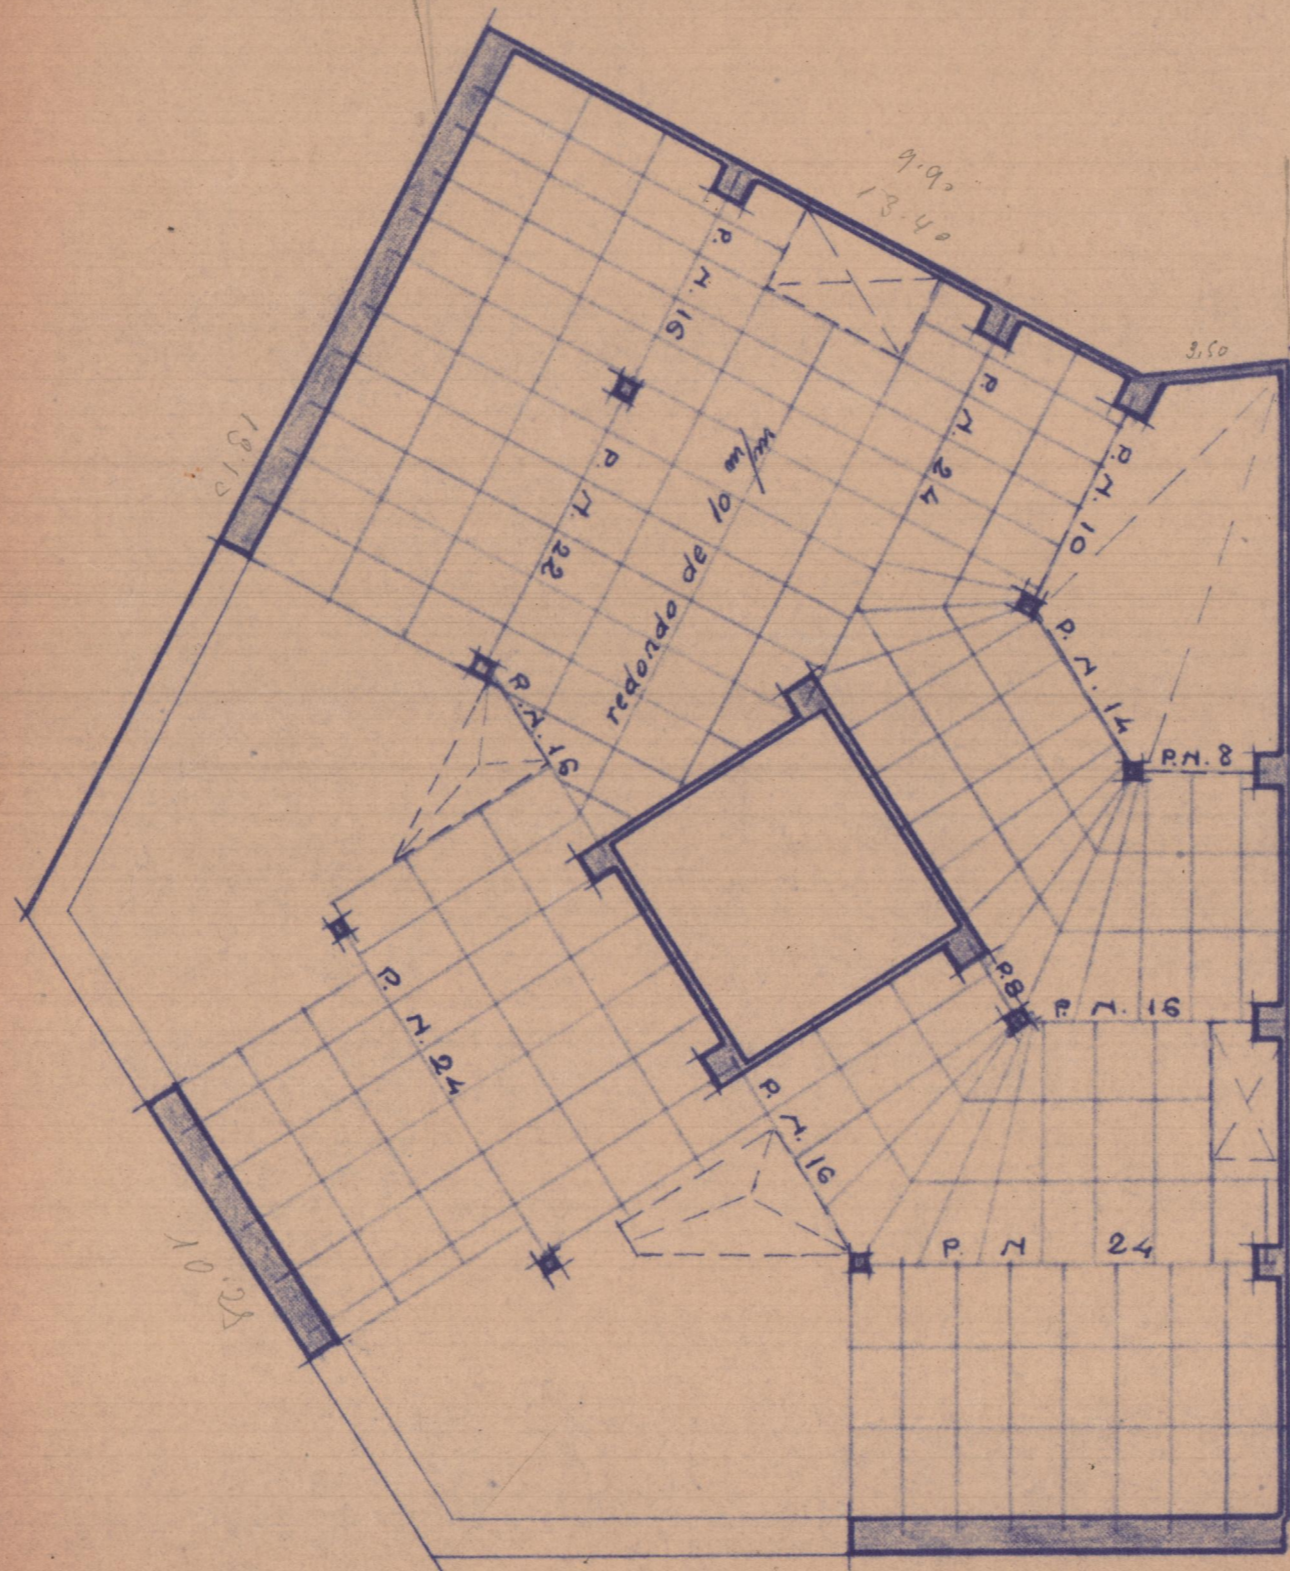 9.90
13.40
3,50
P. N. 16
P. N. 24
P. N. 10
P. N. 22
redondo de 10 m/m
P. N. 14
P. N. 16
P. N. 8
P. 8
P. N. 24
P. N. 16
P. N. 16
P. N 24